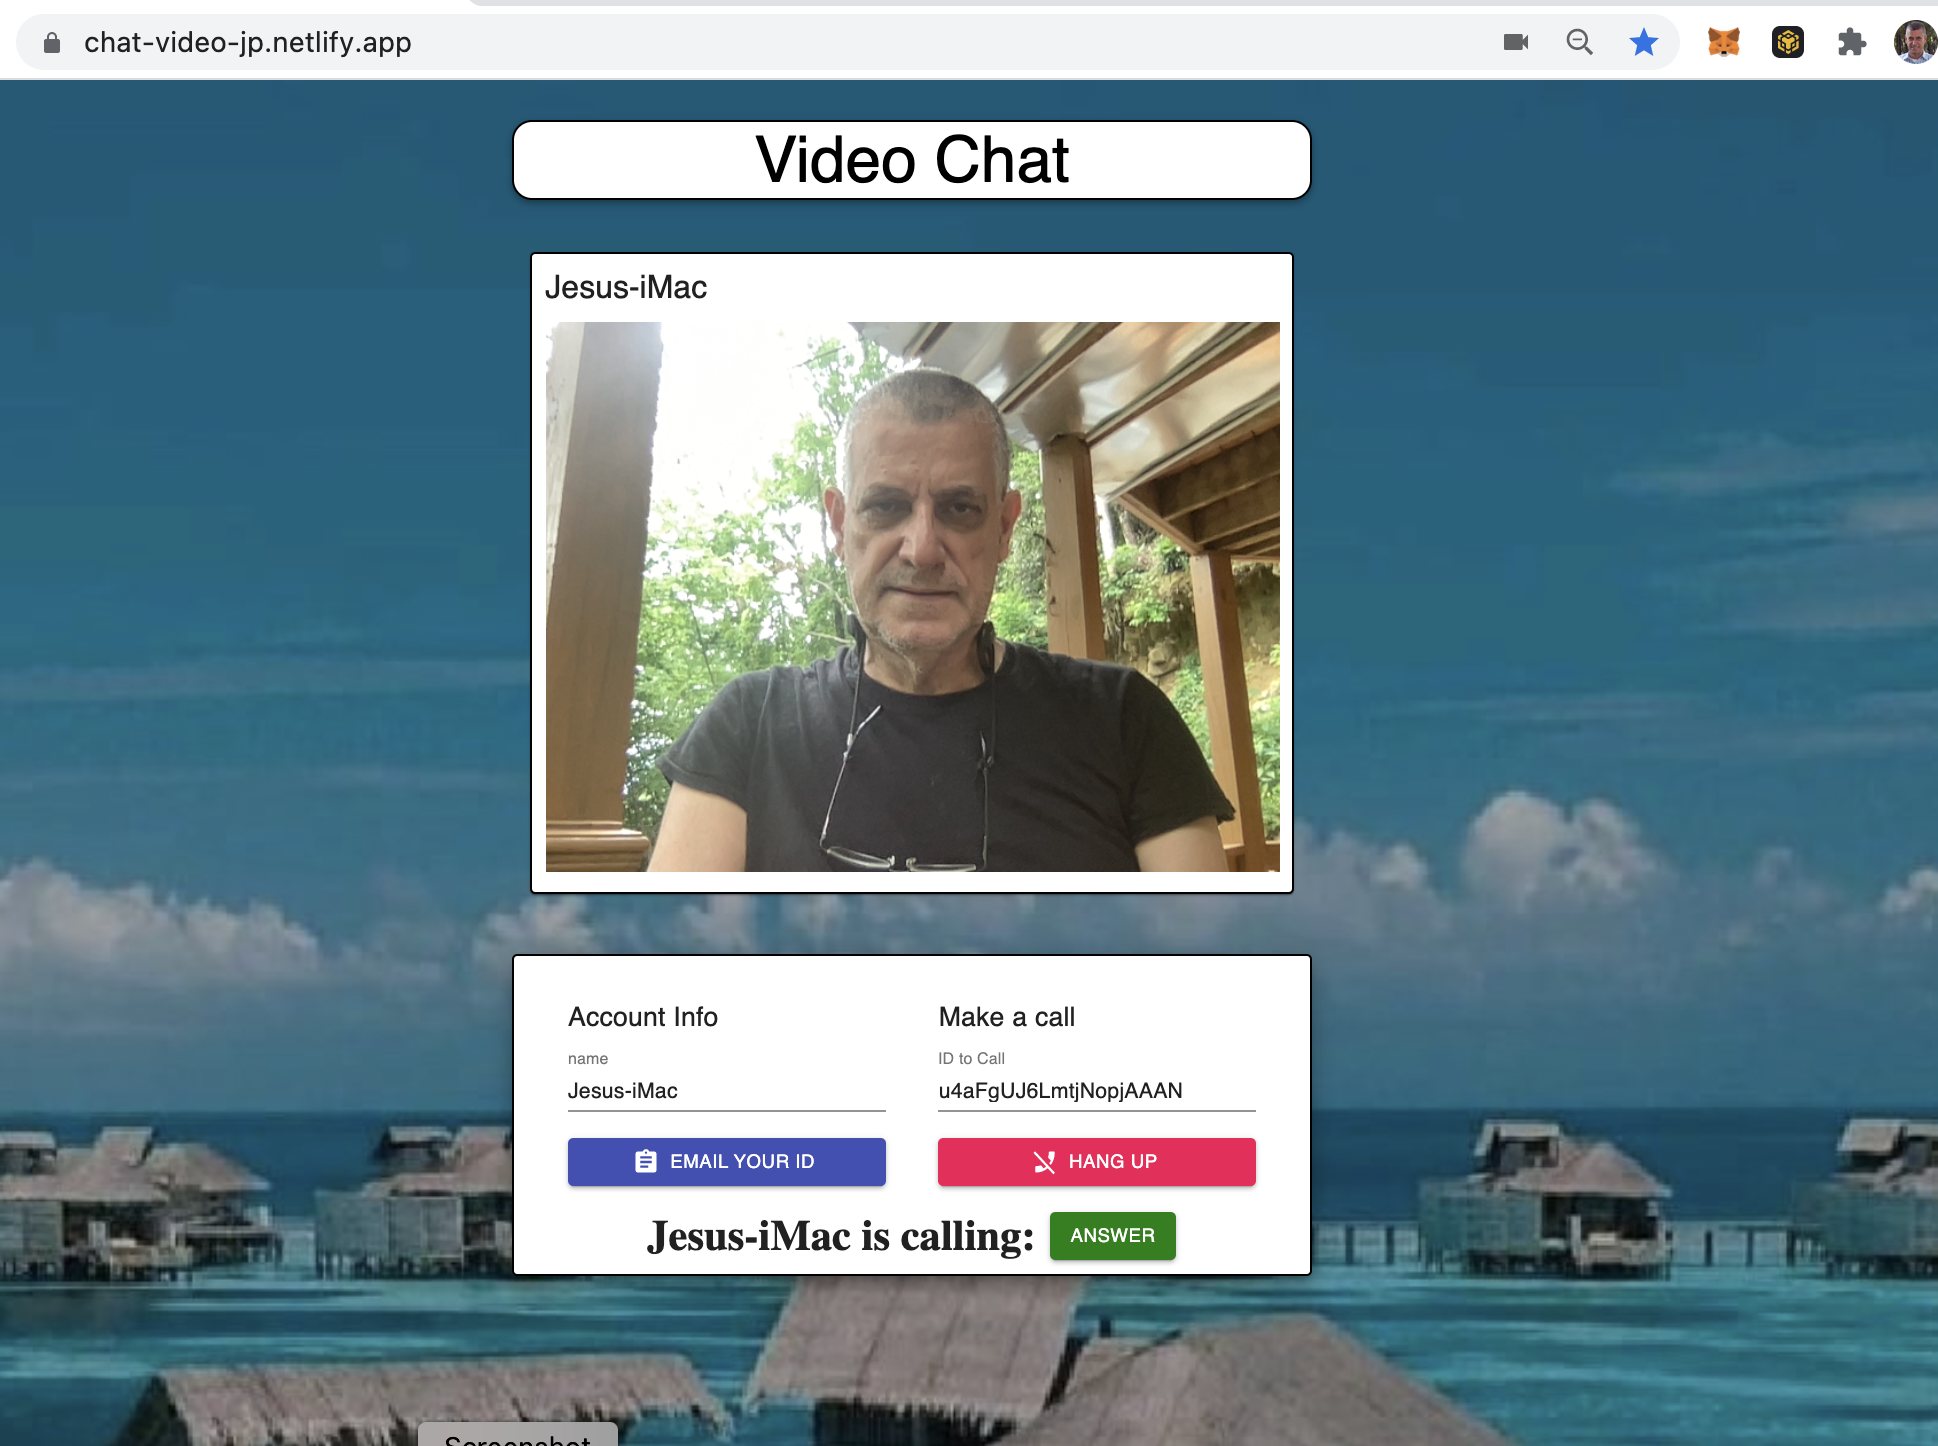 chat-video-jp.netlify.app
Video Chat
Jesus-iMac
Account Info
name
Jesus-iMac
EMAIL YOUR ID
Make a call
ID to Call
u4aFgUJ6LmtjNopjAAAN
HANG UP
Jesus-iMac is calling: ANSWER
Screenshot